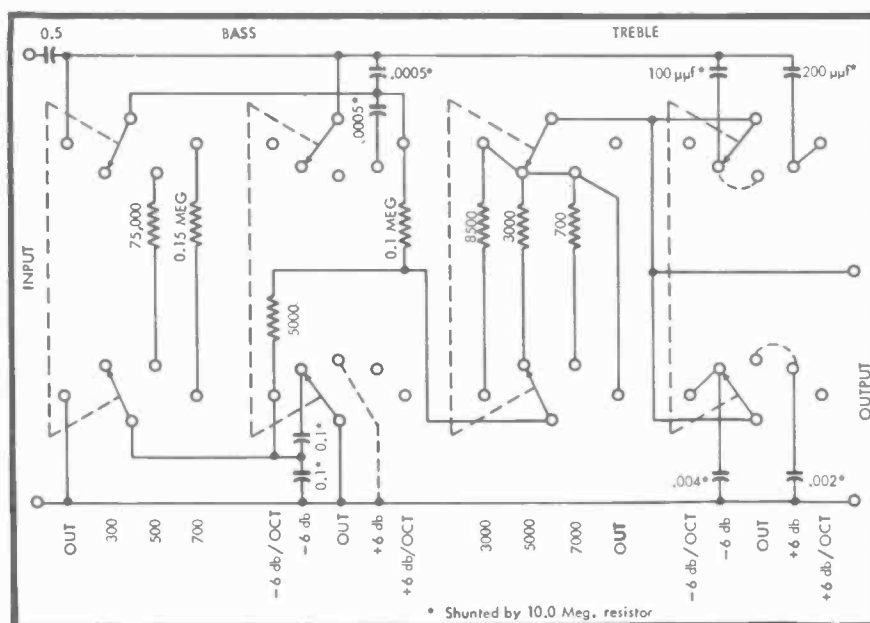 0.5
BASS
TREBLE
.0005*
.0005*
100 μμf*
200 μμf*
INPUT
75,000
0.15 MEG
0.1 MEG
8500
3000
700
5000
OUTPUT
0.1*
0.1*
.004*
.002*
OUT
300
500
700
-6 db/OCT
-6 db
OUT
+6 db
+6 db/OCT
3000
5000
7000
OUT
-6 db/OCT
-6 db
OUT
+6 db
+6 db/OCT
* Shunted by 10.0 Meg. resistor